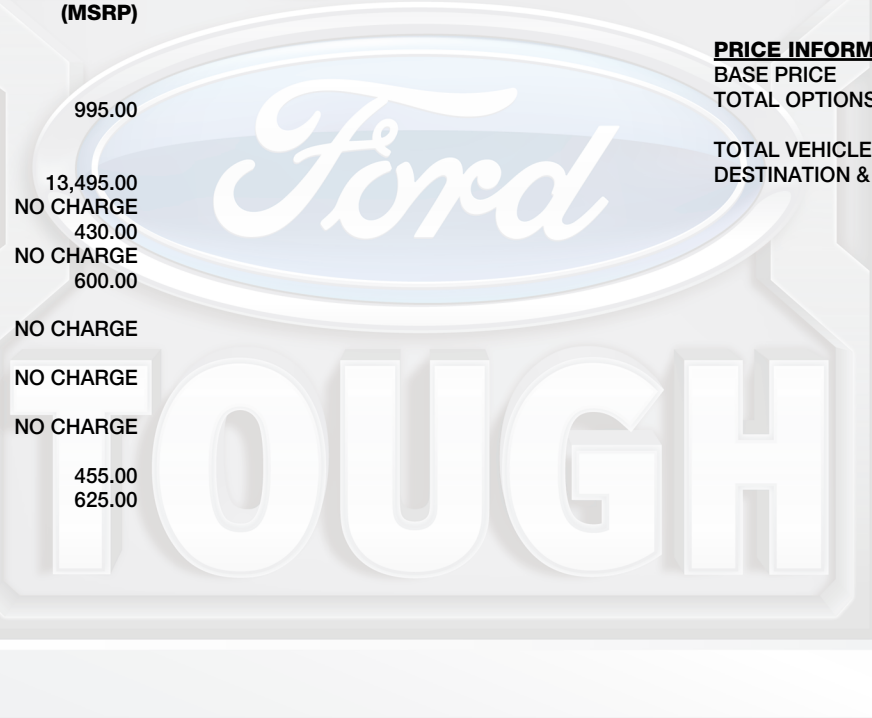 (MSRP)
995.00
13,495.00
NO CHARGE
430.00
NO CHARGE
600.00
NO CHARGE
NO CHARGE
NO CHARGE
455.00
625.00
PRICE INFORM
BASE PRICE
TOTAL OPTIONS
TOTAL VEHICLE
DESTINATION &
Ford
TOUGH